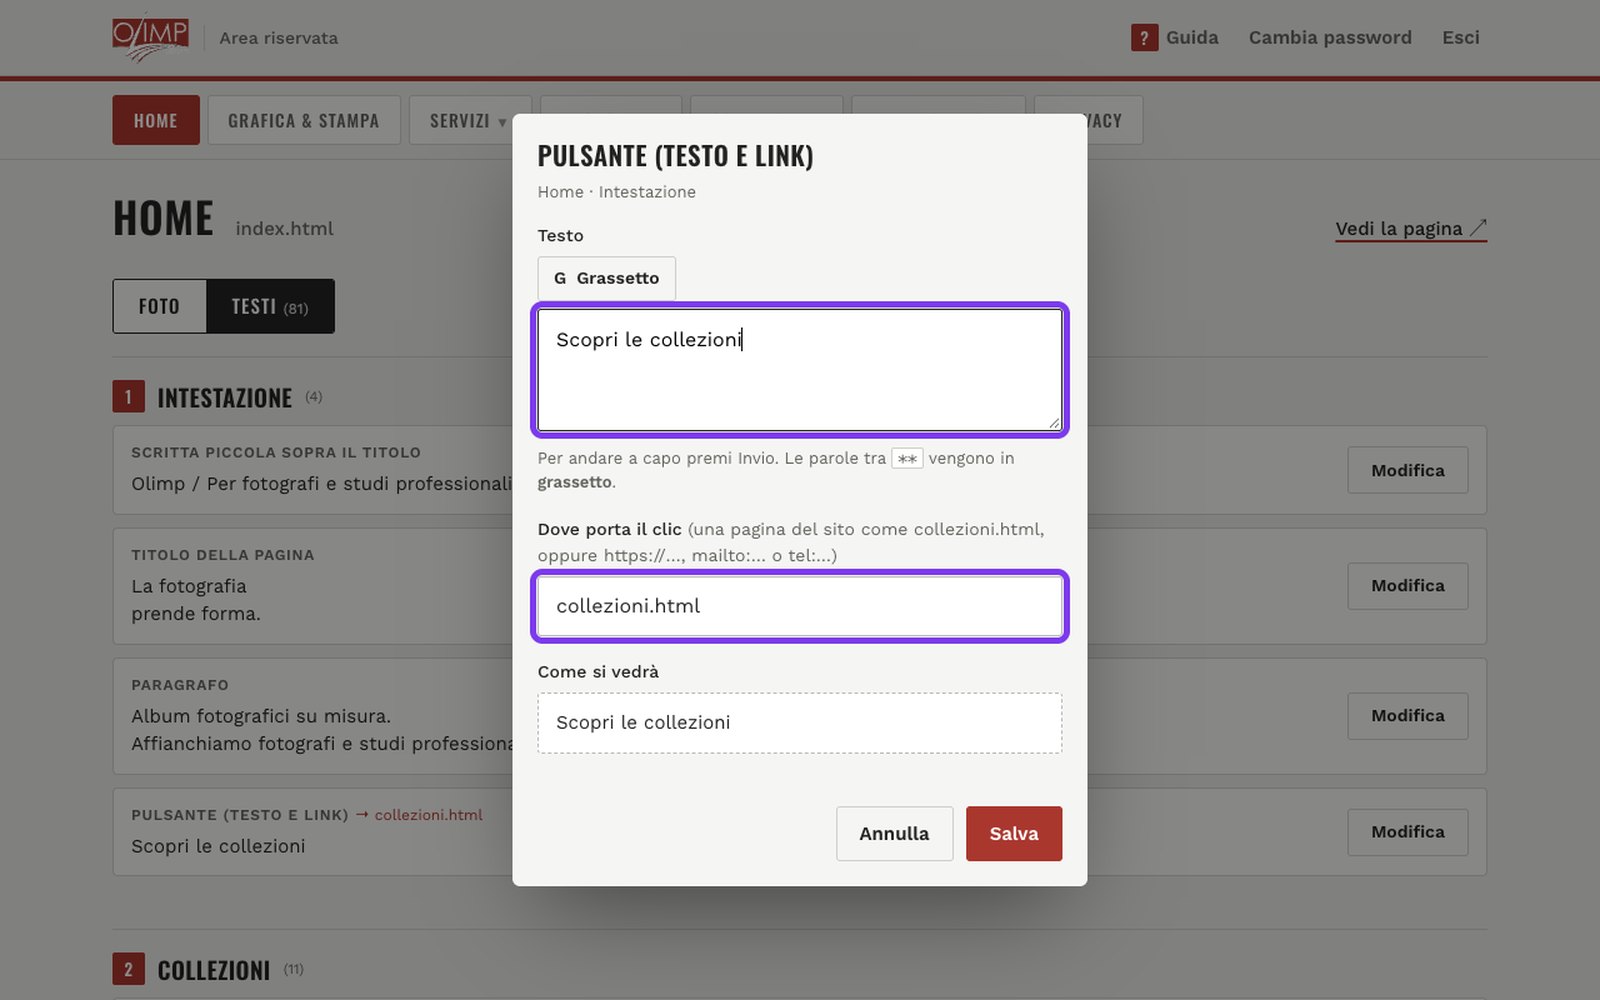 OLIMP
Area riservata
? Guida
Cambia password
Esci
HOME
GRAFICA & STAMPA
SERVIZI ▾
HOME
index.html
Vedi la pagina ↗
FOTO
TESTI (81)
1 INTESTAZIONE (4)
SCRITTA PICCOLA SOPRA IL TITOLO
Olimp / Per fotografi e studi professionali
Modifica
TITOLO DELLA PAGINA
La fotografia
prende forma.
Modifica
PARAGRAFO
Album fotografici su misura.
Affianchiamo fotografi e studi
Modifica
PULSANTE (TESTO E LINK) → collezioni.html
Scopri le collezioni
Modifica
2 COLLEZIONI (11)
PULSANTE (TESTO E LINK)
Home · Intestazione
Testo
G Grassetto
Scopri le collezioni
Per andare a capo premi Invio. Le parole tra ** vengono in
grassetto.
Dove porta il clic (una pagina del sito come collezioni.html,
oppure https://..., mailto:... o tel:...)
collezioni.html
Come si vedrà
Scopri le collezioni
Annulla
Salva